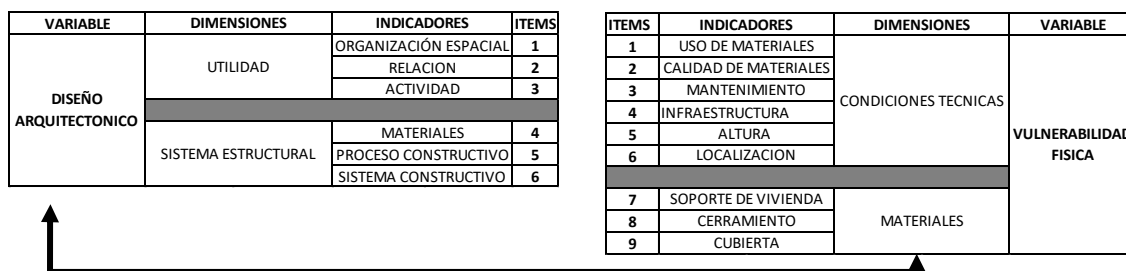 VARIABLE DIMENSIONES INDICADORES ITEMS
DISEÑO
ARQUITECTONICO
UTILIDAD
ORGANIZACIÓN ESPACIAL 1
RELACION 2
ACTIVIDAD 3
SISTEMA ESTRUCTURAL
MATERIALES 4
PROCESO CONSTRUCTIVO 5
SISTEMA CONSTRUCTIVO 6
ITEMS INDICADORES DIMENSIONES VARIABLE
1 USO DE MATERIALES
2 CALIDAD DE MATERIALES
3 MANTENIMIENTO
4 INFRAESTRUCTURA
5 ALTURA
6 LOCALIZACION
CONDICIONES TECNICAS
7 SOPORTE DE VIVIENDA
8 CERRAMIENTO
9 CUBIERTA
MATERIALES
VULNERABILIDAD
FISICA